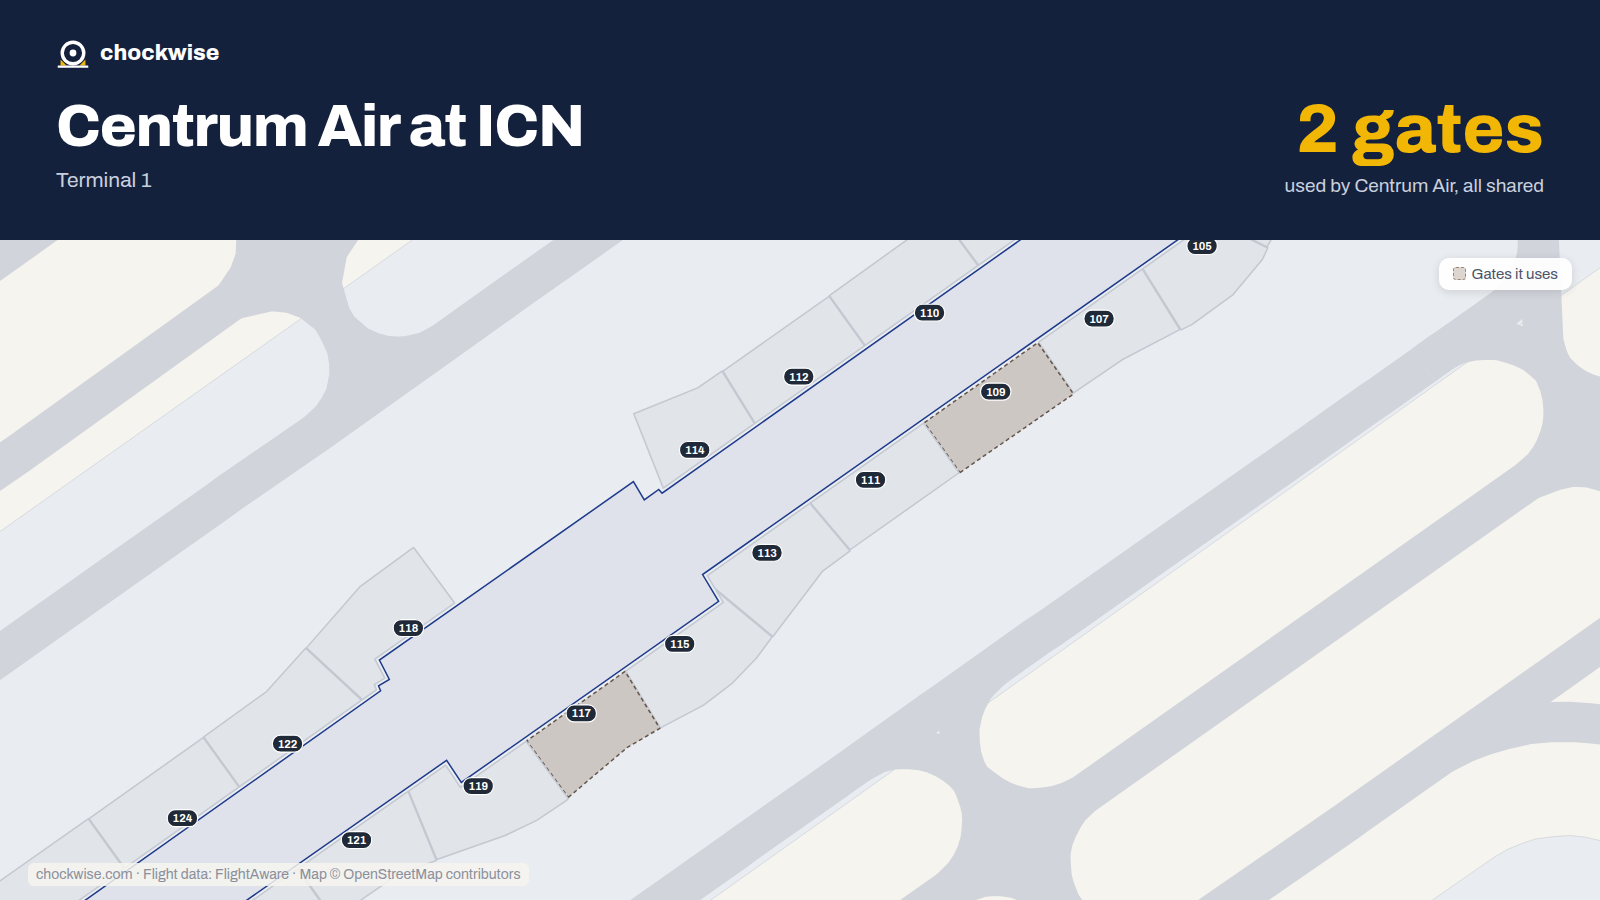 chockwise
Centrum Air at ICN
Terminal 1
2 gates
used by Centrum Air, all shared
Gates it uses
105
110
107
112
109
114
111
113
118
115
117
122
119
124
121
chockwise.com · Flight data: FlightAware · Map © OpenStreetMap contributors